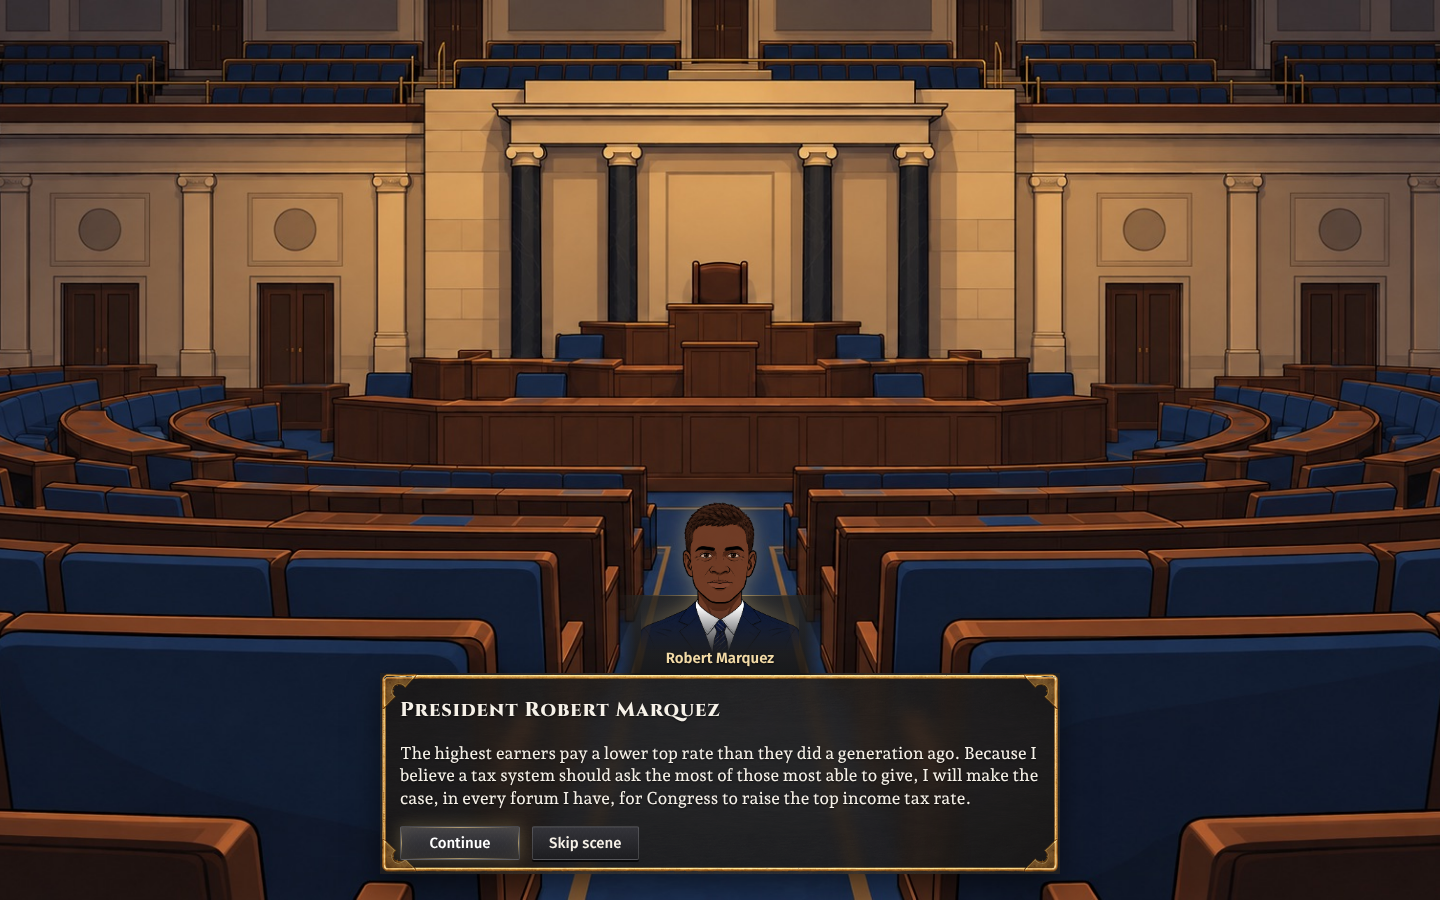 Robert Marquez
President Robert Marquez
The highest earners pay a lower top rate than they did a generation ago. Because I
believe a tax system should ask the most of those most able to give, I will make the
case, in every forum I have, for Congress to raise the top income tax rate.
Continue
Skip scene